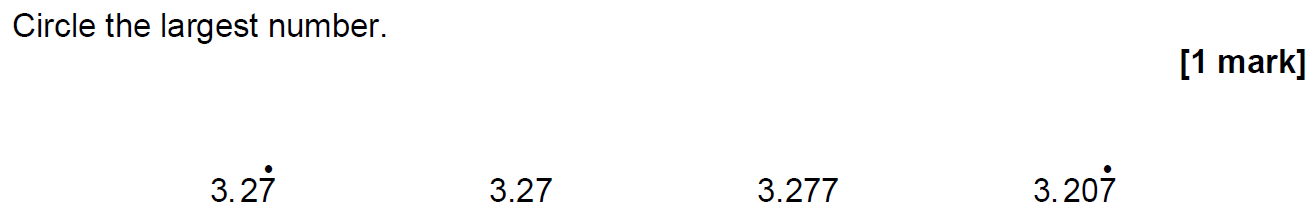 Circle the largest number.
[1 mark]
3.27̇ 3.27 3.277 3.207̇